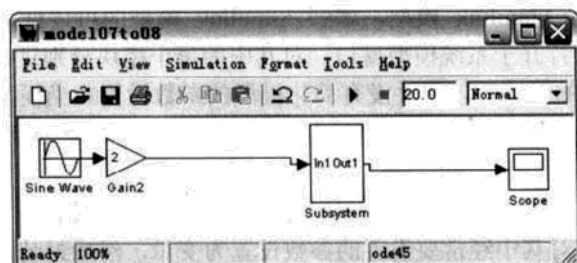 model07to08
File Edit View Simulation Format Tools Help
20.0 Normal
2
In1 Out1
Sine Wave Gain2
Subsystem
Scope
Ready 100% ode45